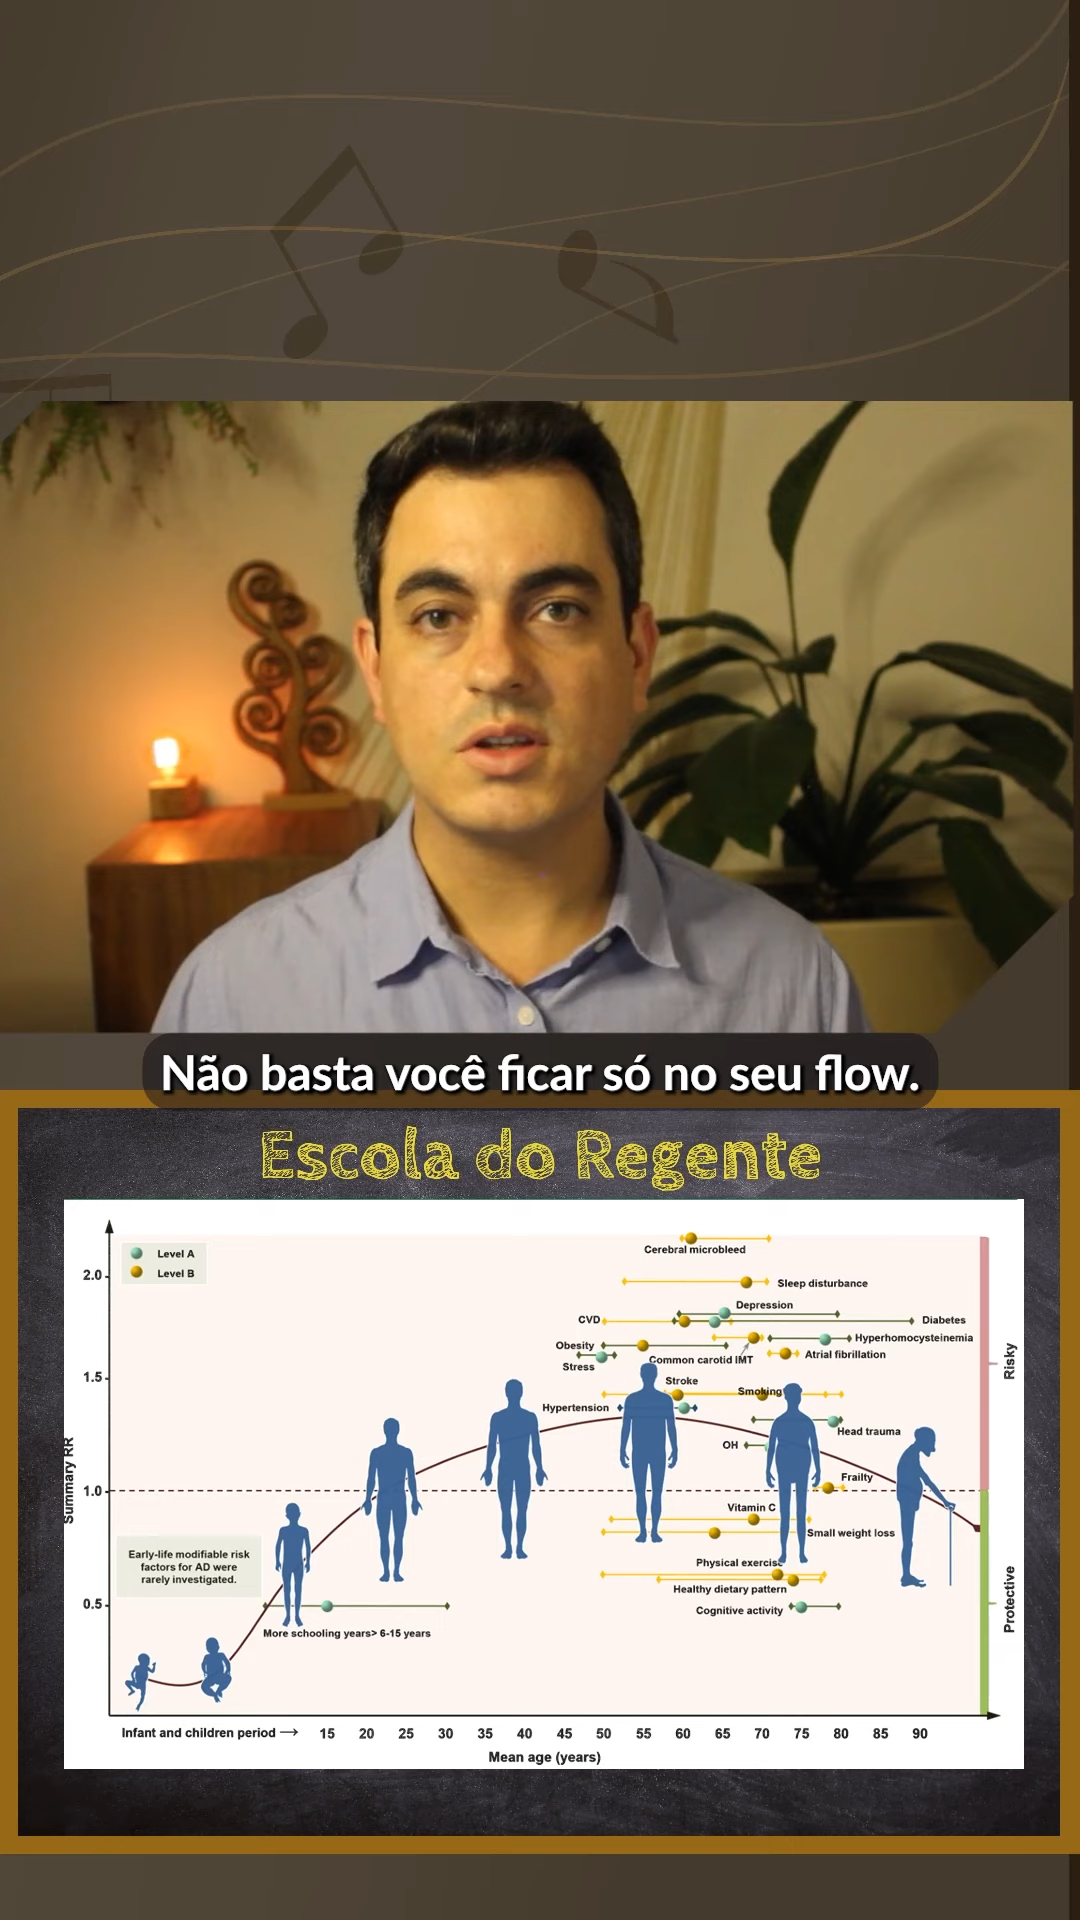 Não basta você ficar só no seu flow.
Escola do Regente
Level A
Level B
2.0
1.5
1.0
0.5
Summary RR
Cerebral microbleed
Sleep disturbance
Depression
CVD
Diabetes
Hyperhomocysteinemia
Obesity
Common carotid IMT
Atrial fibrillation
Stress
Stroke
Smoking
Hypertension
Head trauma
OH
Frailty
Vitamin C
Small weight loss
Physical exercise
Healthy dietary pattern
Cognitive activity
Early-life modifiable risk
factors for AD were
rarely investigated.
More schooling years> 6-15 years
Risky
Protective
Infant and children period → 15 20 25 30 35 40 45 50 55 60 65 70 75 80 85 90
Mean age (years)